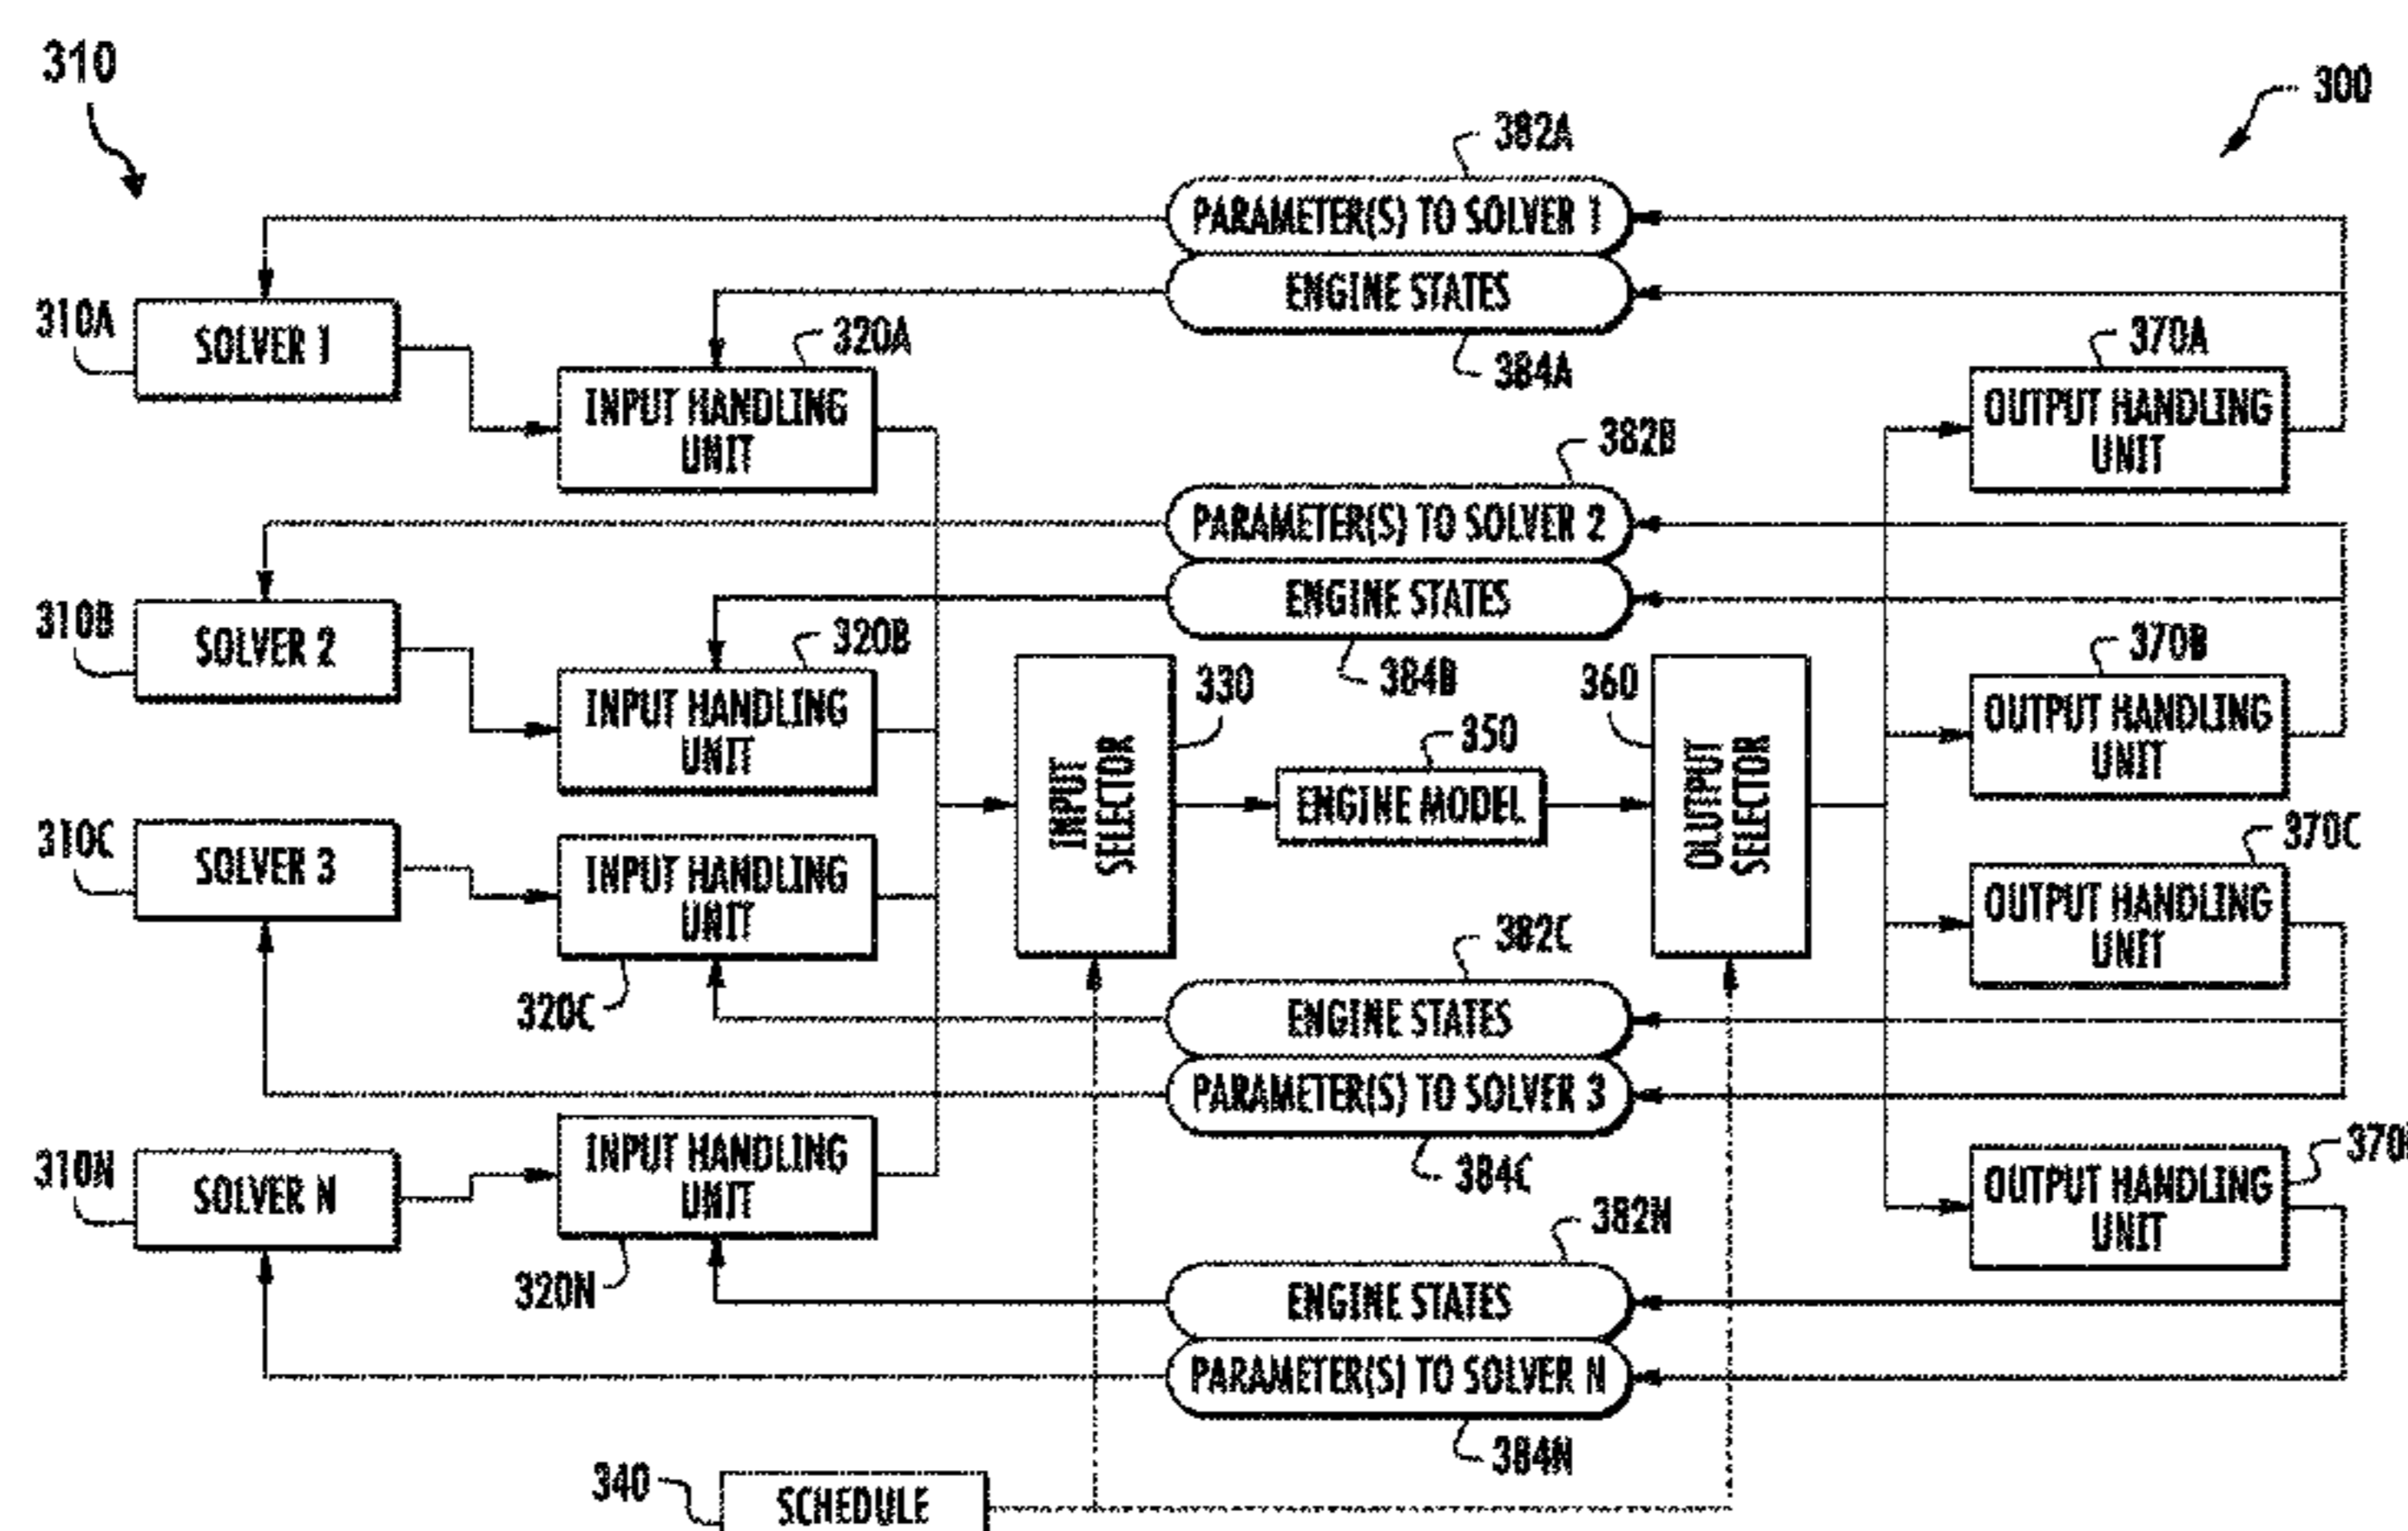 310
300
382A
PARAMETER(S) TO SOLVER 1
ENGINE STATES
384A
310A
SOLVER 1
320A
INPUT HANDLING
UNIT
370A
OUTPUT HANDLING
UNIT
382B
PARAMETER(S) TO SOLVER 2
ENGINE STATES
384B
310B
SOLVER 2
320B
INPUT HANDLING
UNIT
330
INPUT
SELECTOR
350
ENGINE MODEL
360
OLUTPUT
SELECTOR
370B
OUTPUT HANDLING
UNIT
310C
SOLVER 3
INPUT HANDLING
UNIT
320C
370C
OUTPUT HANDLING
UNIT
382C
ENGINE STATES
PARAMETER(S) TO SOLVER 3
384C
310N
SOLVER N
INPUT HANDLING
UNIT
320N
OUTPUT HANDLING
UNIT
382N
ENGINE STATES
PARAMETER(S) TO SOLVER N
384N
340
SCHEDULE